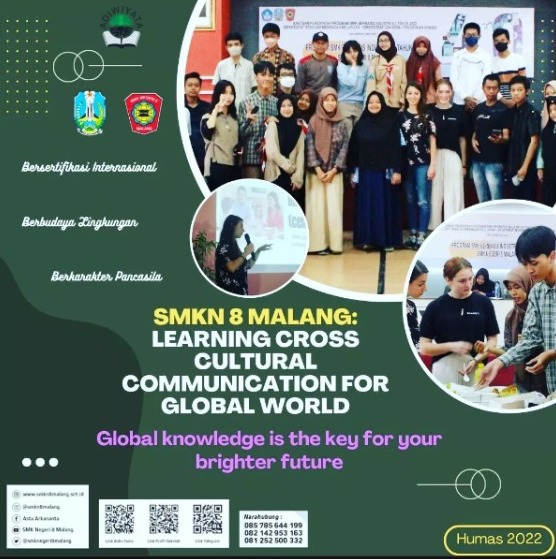 ADIWIYATA
MALANG
Bersertifikasi Internasional
Berbudaya Lingkungan
Berkarakter Pancasila
SMKN 8 MALANG:
LEARNING CROSS
CULTURAL
COMMUNICATION FOR
GLOBAL WORLD
Global knowledge is the key for your
brighter future
www.smkn8malang.sch.id
@smkn8malang
Asta Arkananta
SMK Negeri 8 Malang
@smknegeri8malang
Narahubung :
085 785 644 199
082 142 953 163
081 252 500 332
Humas 2022